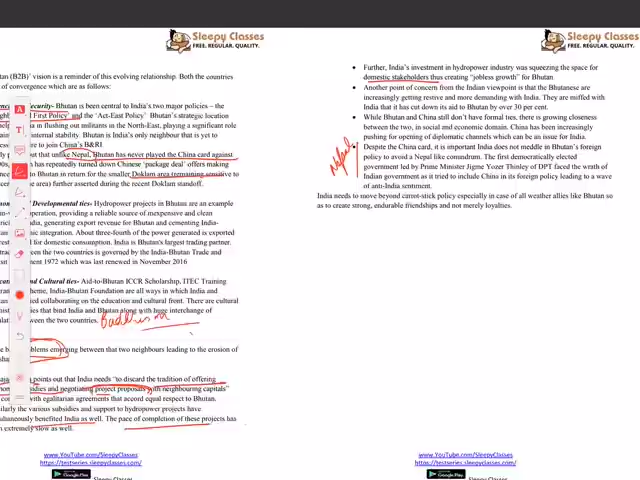 Sleepy Classes
FREE. REGULAR. QUALITY.
tan (B2B)' vision is a reminder of this evolving relationship. Both the countries
of convergence which are as follows:
Security- Bhutan has been central to India's two major policies – the
First Policy' and the 'Act-East Policy' Bhutan's strategic location
in flushing out militants in the North-East, playing a significant role
internal stability. Bhutan is India's only neighbour that is yet to
to join China's B&RI
out that unlike Nepal, Bhutan has never played the China card against
has repeatedly turned down Chinese 'package deal' offers making
to Bhutan in return for the smaller Doklam area (remaining sensitive to
area) further asserted during the recent Doklam standoff.
Developmental ties- Hydropower projects in Bhutan are an example
cooperation, providing a reliable source of inexpensive and clean
India, generating export revenue for Bhutan and cementing India-
integration. About three-fourth of the power generated is exported
for domestic consumption. India is Bhutan's largest trading partner.
between the two countries is governed by the India-Bhutan Trade and
1972 which was last renewed in November 2016
and Cultural ties- Aid-to-Bhutan ICCR Scholarship, ITEC Training
Scheme, India-Bhutan Foundation are all ways in which India and
collaborating on the education and cultural front. There are cultural
ties that bind India and Bhutan along with huge interchange of
between the two countries.
problems emerging between that two neighbours leading to the erosion of
points out that India needs "to discard the tradition of offering
subsidies and negotiating project proposals with neighbouring capitals"
with egalitarian agreements that accord equal respect to Bhutan.
the various subsidies and support to hydropower projects have
benefited India as well. The pace of completion of these projects has
extremely slow as well.
www.YouTube.com/SleepyClasses
https://testseries.sleepyclasses.com/
Sleepy Classes
FREE. REGULAR. QUALITY.
• Further, India's investment in hydropower industry was squeezing the space for
domestic stakeholders thus creating "jobless growth" for Bhutan.
• Another point of concern from the Indian viewpoint is that the Bhutanese are
increasingly getting restive and more demanding with India. They are miffed with
India that it has cut down its aid to Bhutan by over 30 per cent.
• While Bhutan and China still don't have formal ties, there is growing closeness
between the two, in social and economic domain. China has been increasingly
pushing for opening of diplomatic channels which can be an issue for India.
• Despite the China card, it is important India does not meddle in Bhutan's foreign
policy to avoid a Nepal like conundrum. The first democratically elected
government led by Prime Minister Jigme Yozer Thinley of DPT faced the wrath of
Indian government as it tried to include China in its foreign policy leading to a wave
of anti-India sentiment.
Nepal
India needs to move beyond carrot-stick policy especially in case of all weather allies like Bhutan so
as to create strong, endurable friendships and not merely loyalties.
www.YouTube.com/SleepyClasses
https://testseries.sleepyclasses.com/
Sleepy Classes